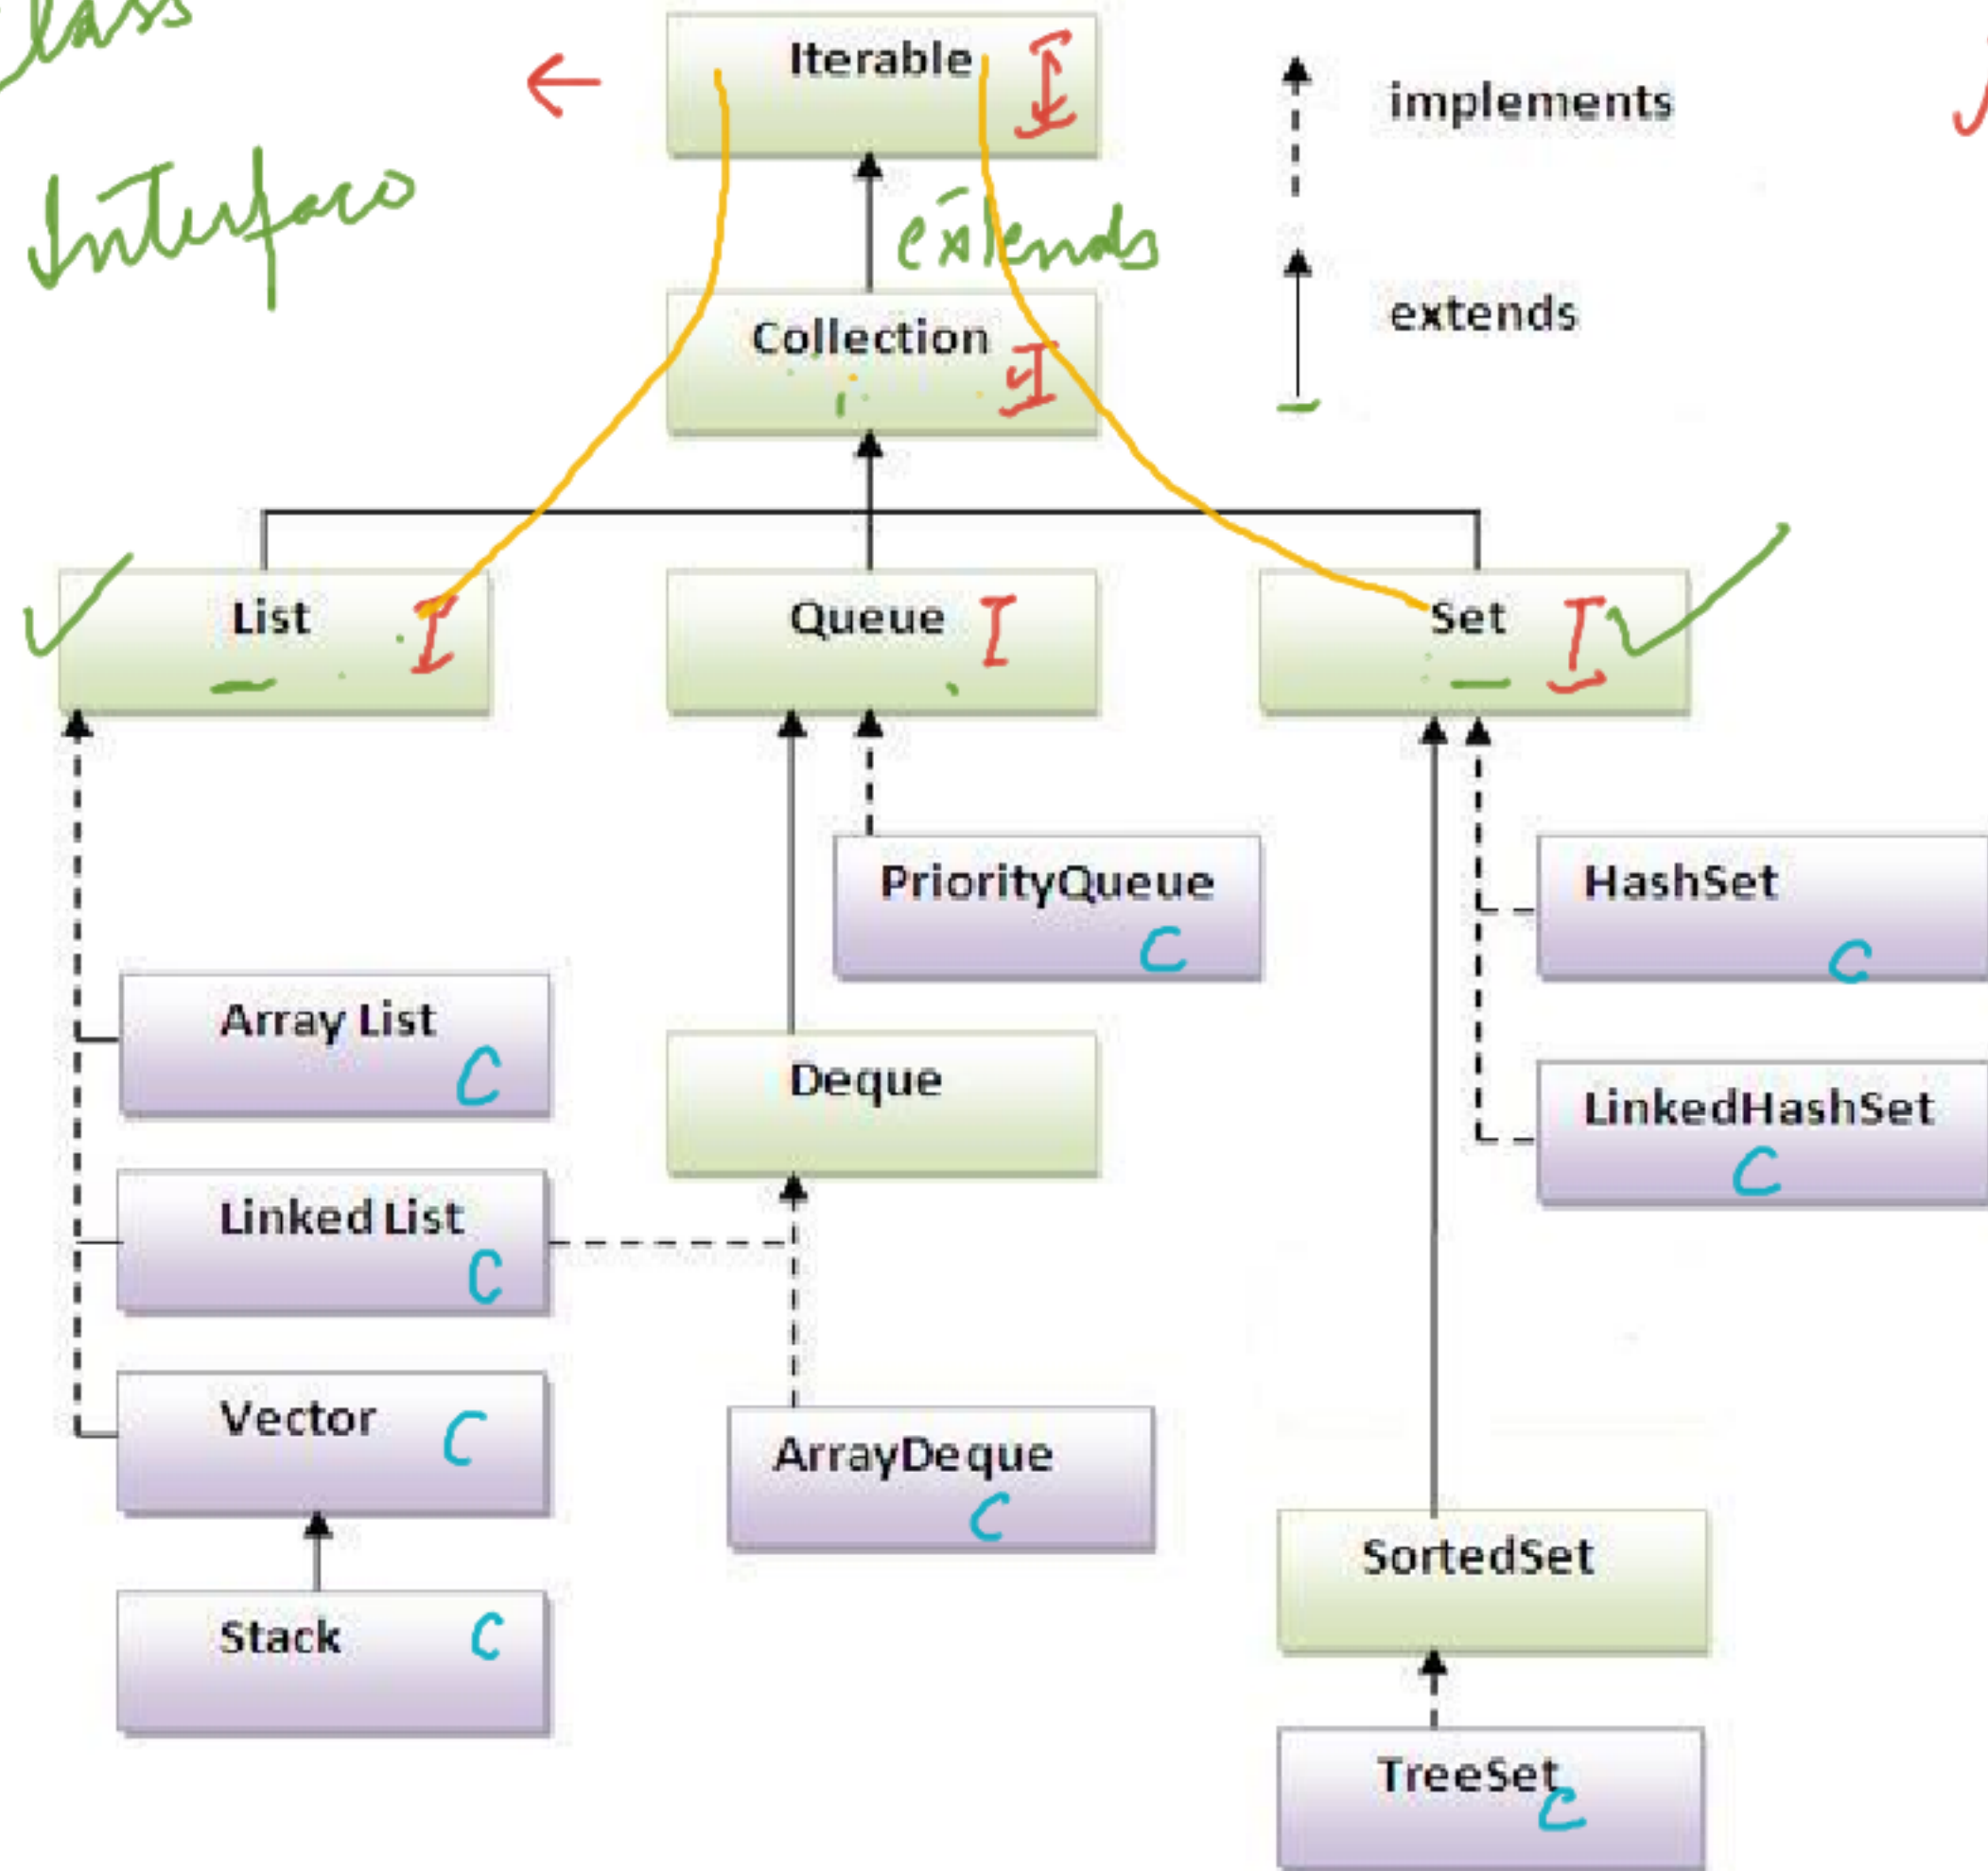 Class
Iterable I
implements
Interface
extends
extends
Collection I
List I
Queue I
Set I
PriorityQueue C
HashSet C
Array List C
Deque
LinkedHashSet C
Linked List C
Vector C
ArrayDeque C
SortedSet
Stack C
TreeSet C